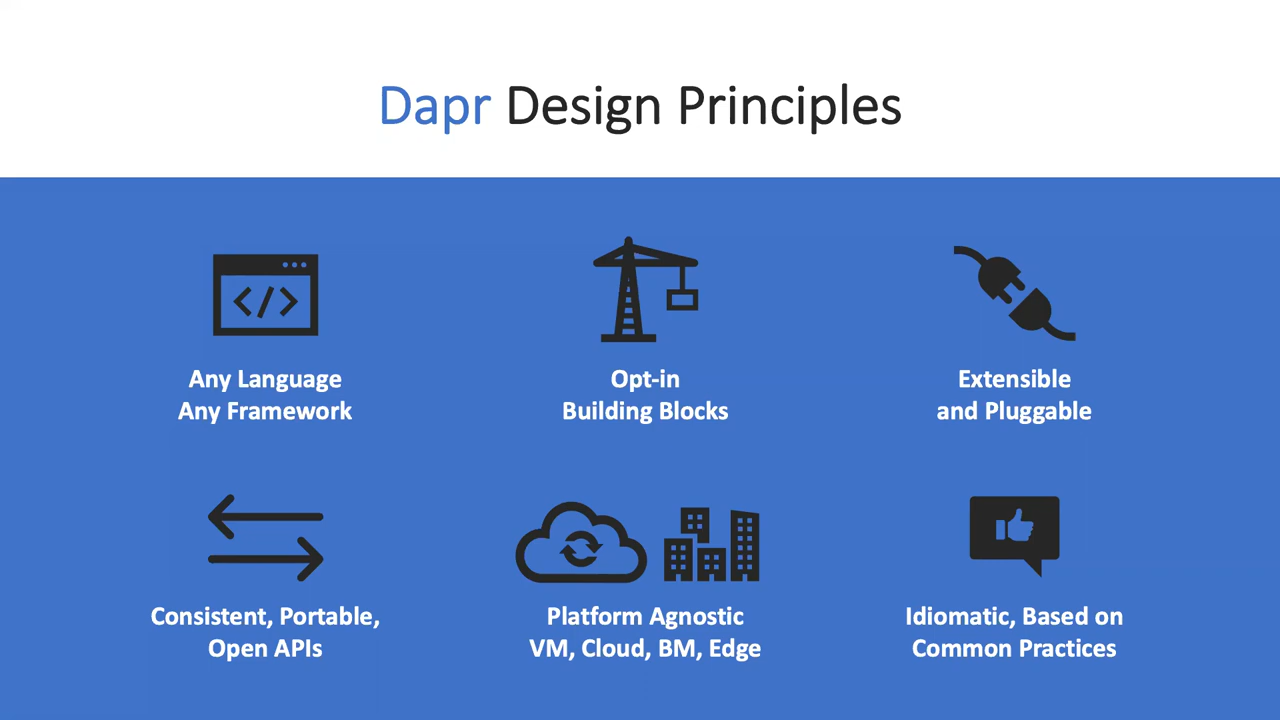 Dapr Design Principles
Any Language
Any Framework
Opt-in
Building Blocks
Extensible
and Pluggable
Consistent, Portable,
Open APIs
Platform Agnostic
VM, Cloud, BM, Edge
Idiomatic, Based on
Common Practices